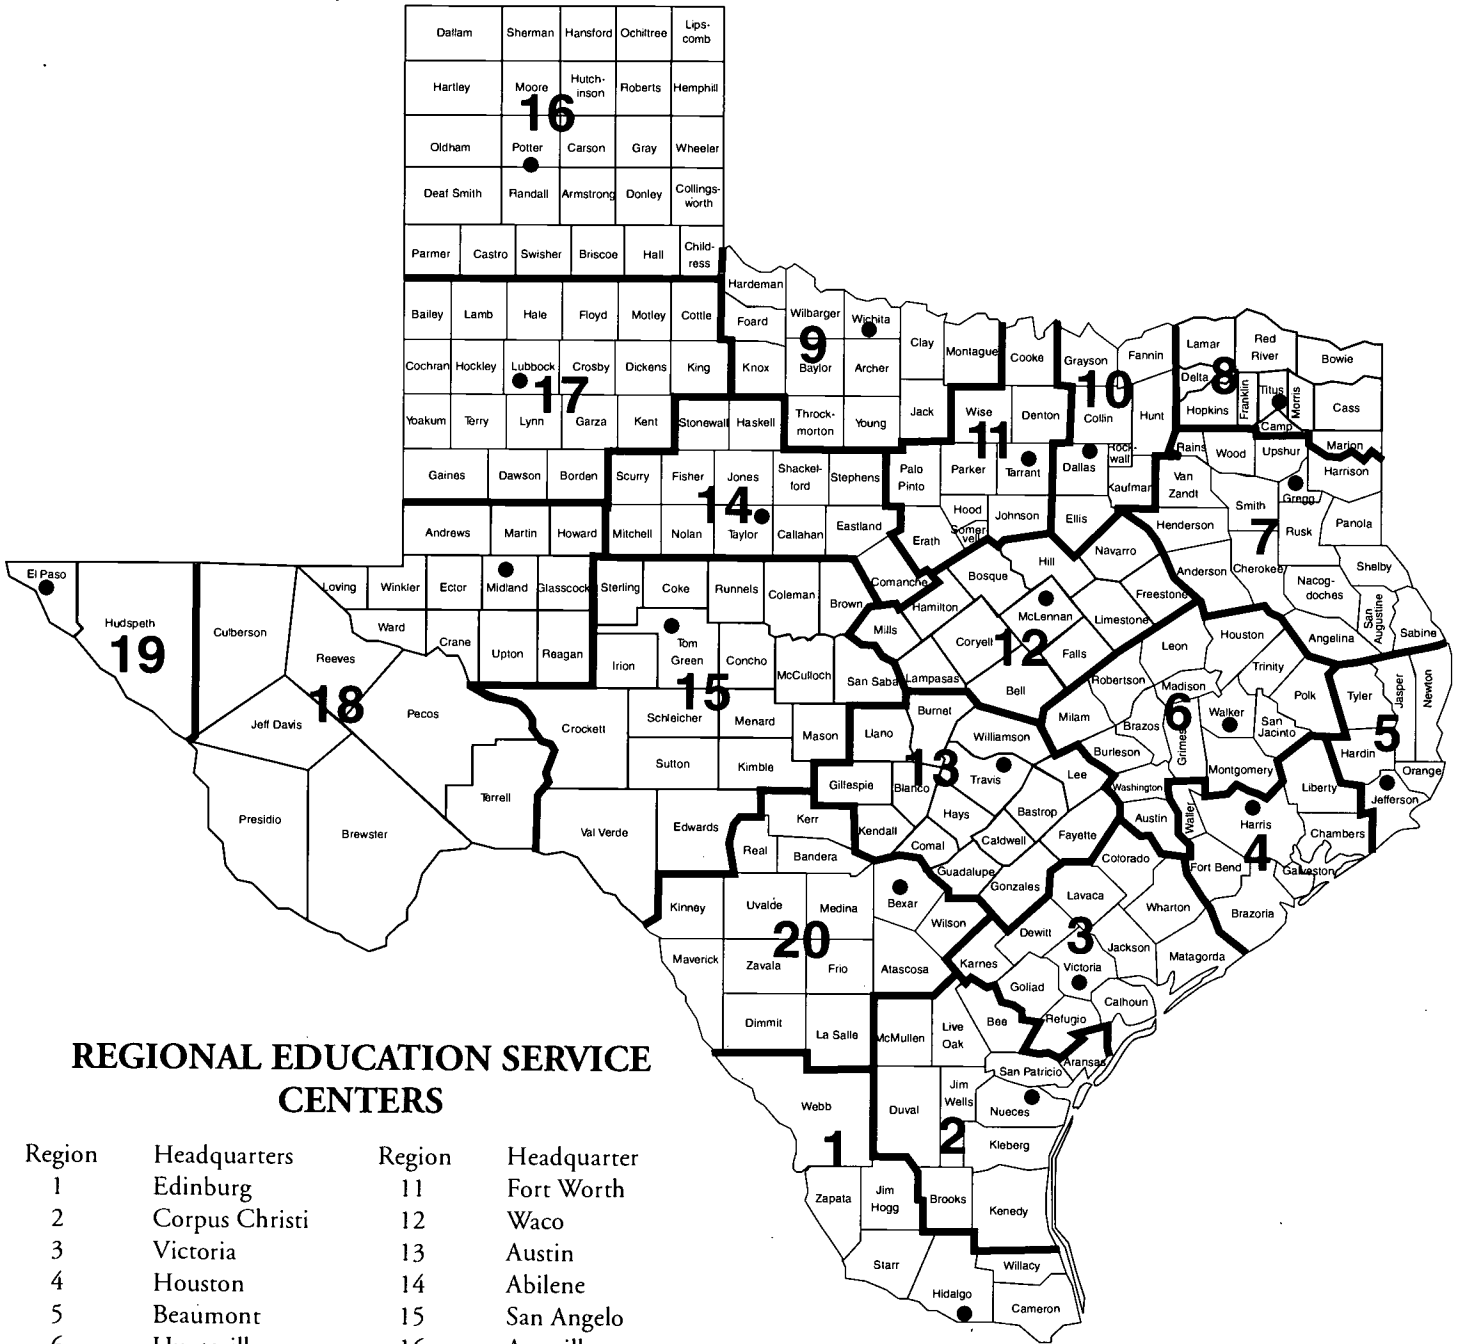 Dallam Sherman Hansford Ochiltree Lips-
comb
Hartley Moore Hutch-
inson Roberts Hemphill
16
Oldham Potter Carson Gray Wheeler
Deaf Smith Randall Armstrong Donley Collings-
worth
Parmer Castro Swisher Briscoe Hall Child-
ress
Hardeman
Bailey Lamb Hale Floyd Motley Cottle Foard Wilbarger Wichita
9
Clay Montague Cooke Grayson Fannin Lamar Red
River Bowie
Cochran Hockley Lubbock Crosby Dickens King Knox Baylor Archer
17
10
Delta 8 Franklin Titus Morris Cass
Yoakum Terry Lynn Garza Kent Stonewall Haskell Throck-
morton Young Jack Wise Denton Collin Hunt Hopkins Camp
11
Gaines Dawson Borden Scurry Fisher Jones Shackel-
ford Stephens Palo
Pinto Parker Tarrant Dallas Rock-
wall Kaufman Rains Wood Upshur Marion
Harrison
Van
Zandt Smith Gregg
14
Andrews Martin Howard Mitchell Nolan Taylor Callahan Eastland Erath Hood Somer-
vell Johnson Ellis Henderson 7 Rusk Panola
El Paso Loving Winkler Ector Midland Glasscock Sterling Coke Runnels Coleman Brown Comanche Bosque Hill Navarro Anderson Cherokee Nacog-
doches Shelby
San
Augustine Sabine
Hudspeth
19
Culberson Ward Crane Upton Reagan Irion Tom
Green Concho McCulloch Mills Hamilton Coryell McLennan Limestone Freestone Leon Houston Angelina
12
Falls Trinity
Reeves
18
Jeff Davis Pecos Crockett 15 Schleicher Menard San Saba Lampasas Bell Robertson Madison Polk Tyler Jasper Newton
Mason Llano Burnet Williamson Milam Brazos 6 Grimes Walker San
Jacinto 5 Hardin
Sutton Kimble Gillespie Blanco 13 Travis Lee Burleson Washington Montgomery Liberty Orange
Jefferson
Presidio Brewster Terrell Val Verde Edwards Kerr Kendall Hays Bastrop Fayette Austin Waller Harris Chambers
Real Bandera Comal Caldwell Guadalupe Gonzales Colorado Fort Bend 4 Galveston
Kinney Uvalde Medina Bexar Wilson Lavaca Wharton Brazoria
20
Dewitt 3 Jackson Matagorda
Maverick Zavala Frio Atascosa Karnes Goliad Victoria Calhoun
Dimmit La Salle McMullen Live
Oak Bee Refugio
San Patricio Aransas
Webb Duval Jim
Wells Nueces
1
2
Kleberg
Zapata Jim
Hogg Brooks Kenedy
Starr Hidalgo Willacy
Cameron
REGIONAL EDUCATION SERVICE
CENTERS
Region Headquarters Region Headquarter
1 Edinburg 11 Fort Worth
2 Corpus Christi 12 Waco
3 Victoria 13 Austin
4 Houston 14 Abilene
5 Beaumont 15 San Angelo